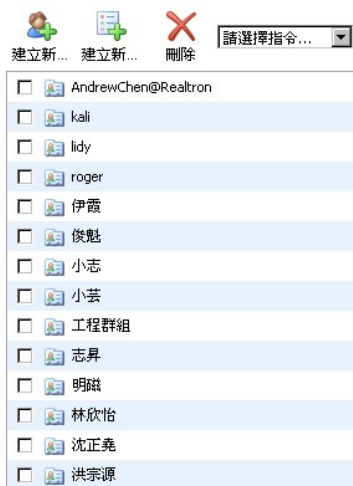 建立新... 建立新... 刪除 請選擇指令...
AndrewChen@Realtron
kali
lidy
roger
伊霞
俊魁
小志
小芸
工程群組
志昇
明磁
林欣怡
沈正堯
洪宗源